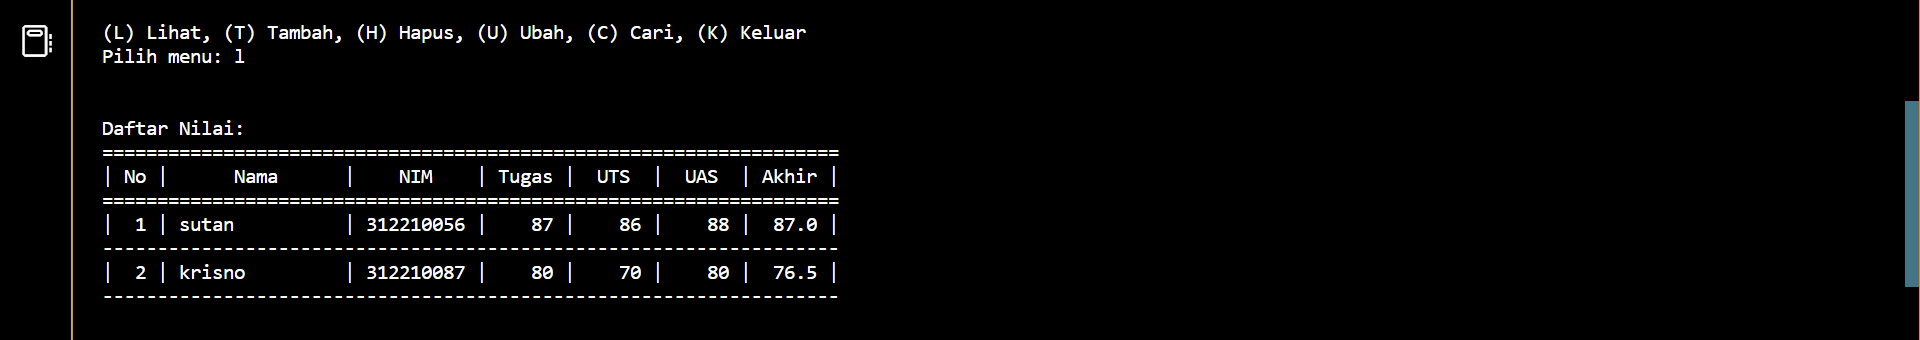 (L) Lihat, (T) Tambah, (H) Hapus, (U) Ubah, (C) Cari, (K) Keluar
Pilih menu: l
Daftar Nilai:
===================================================================
| No |      Nama      |    NIM    | Tugas |  UTS  |  UAS  | Akhir |
===================================================================
|  1 | sutan          | 312210056 |    87 |    86 |    88 |  87.0 |
-------------------------------------------------------------------
|  2 | krisno         | 312210087 |    80 |    70 |    80 |  76.5 |
-------------------------------------------------------------------